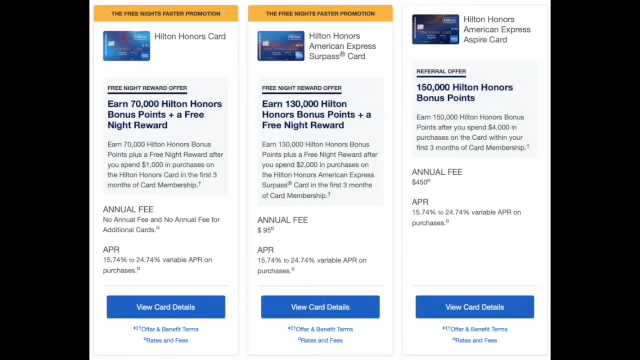 THE FREE NIGHTS FASTER PROMOTION
Hilton Honors Card
FREE NIGHT REWARD OFFER
Earn 70,000 Hilton Honors
Bonus Points + a Free
Night Reward
Earn 70,000 Hilton Honors Bonus
Points plus a Free Night Reward after
you spend $1,000 in purchases on
the Hilton Honors Card in the first 3
months of Card Membership.†
ANNUAL FEE
No Annual Fee and No Annual Fee for
Additional Cards.¤
APR
15.74% to 24.74% variable APR on
purchases.¤
View Card Details
*‡†Offer & Benefit Terms
¤Rates and Fees
THE FREE NIGHTS FASTER PROMOTION
Hilton Honors
American Express
Surpass® Card
FREE NIGHT REWARD OFFER
Earn 130,000 Hilton
Honors Bonus Points + a
Free Night Reward
Earn 130,000 Hilton Honors Bonus
Points plus a Free Night Reward after
you spend $2,000 in purchases on
the Hilton Honors American Express
Surpass® Card in the first 3
months of Card Membership.†
ANNUAL FEE
$ 95¤
APR
15.74% to 24.74% variable APR on
purchases.¤
View Card Details
*‡†Offer & Benefit Terms
¤Rates and Fees
Hilton Honors
American Express
Aspire Card
REFERRAL OFFER
150,000 Hilton Honors
Bonus Points
Earn 150,000 Hilton Honors Bonus
Points after you spend $4,000 in
purchases on the Card within your
first 3 months of Card Membership.†
ANNUAL FEE
$450¤
APR
15.74% to 24.74% variable APR on
purchases.¤
View Card Details
*‡†Offer & Benefit Terms
¤Rates and Fees